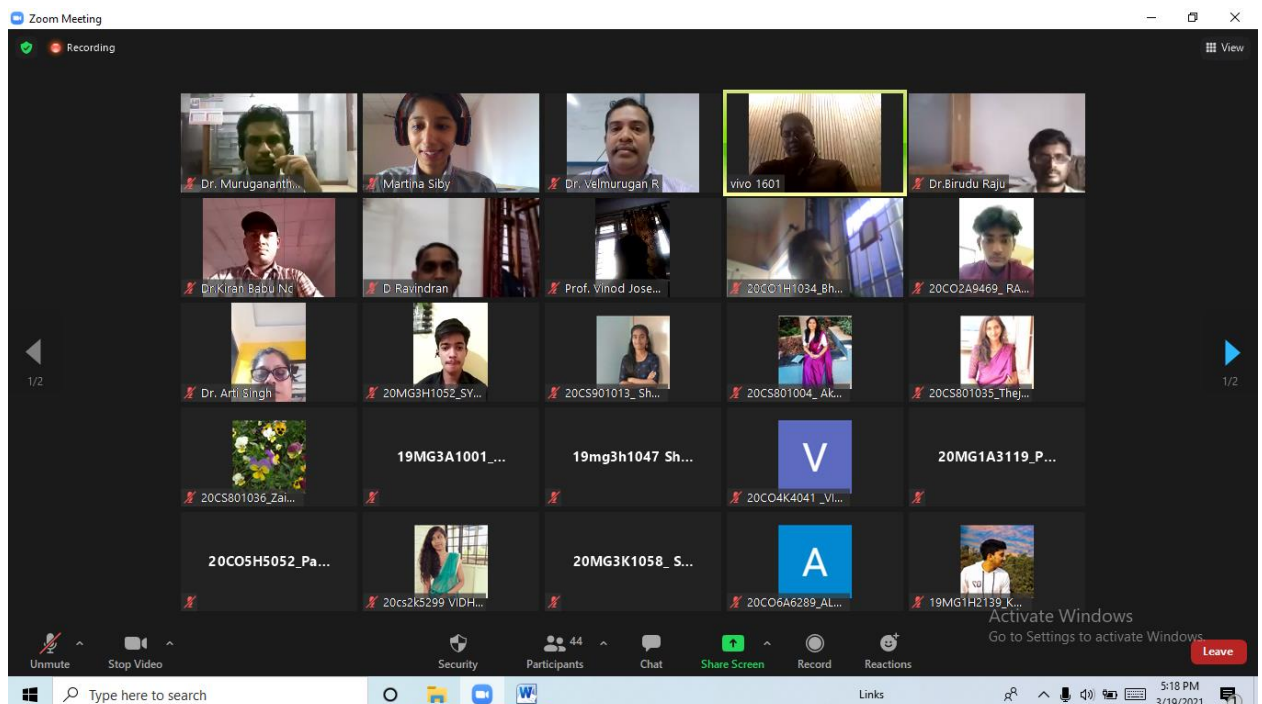 Zoom Meeting
Recording
View
Dr. Murugananth...
Martina Siby
Dr. Velmurugan R
vivo 1601
Dr.Birudu Raju
Dr.Kiran Babu NC
D Ravindran
Prof. Vinod Jose...
20CO1H1034_Bh...
20CO2A9469_ RA...
Dr. Arti Singh
20MG3H1052_SY...
20CS901013_ Sh...
20CS801004_ Ak...
20CS801035_Thej...
1/2
1/2
20CS801036_Zai...
19MG3A1001_...
19mg3h1047 Sh...
V
20CO4K4041 _VI...
20MG1A3119_P...
20CO5H5052_Pa...
20cs2k5299 VIDH...
20MG3K1058_ S...
A
20CO6A6289_AL...
19MG1H2139_K...
Activate Windows
Go to Settings to activate Windows.
Unmute
Stop Video
Security
44
Participants
Chat
Share Screen
Record
Reactions
Leave
Type here to search
Links
5:18 PM
3/19/2021